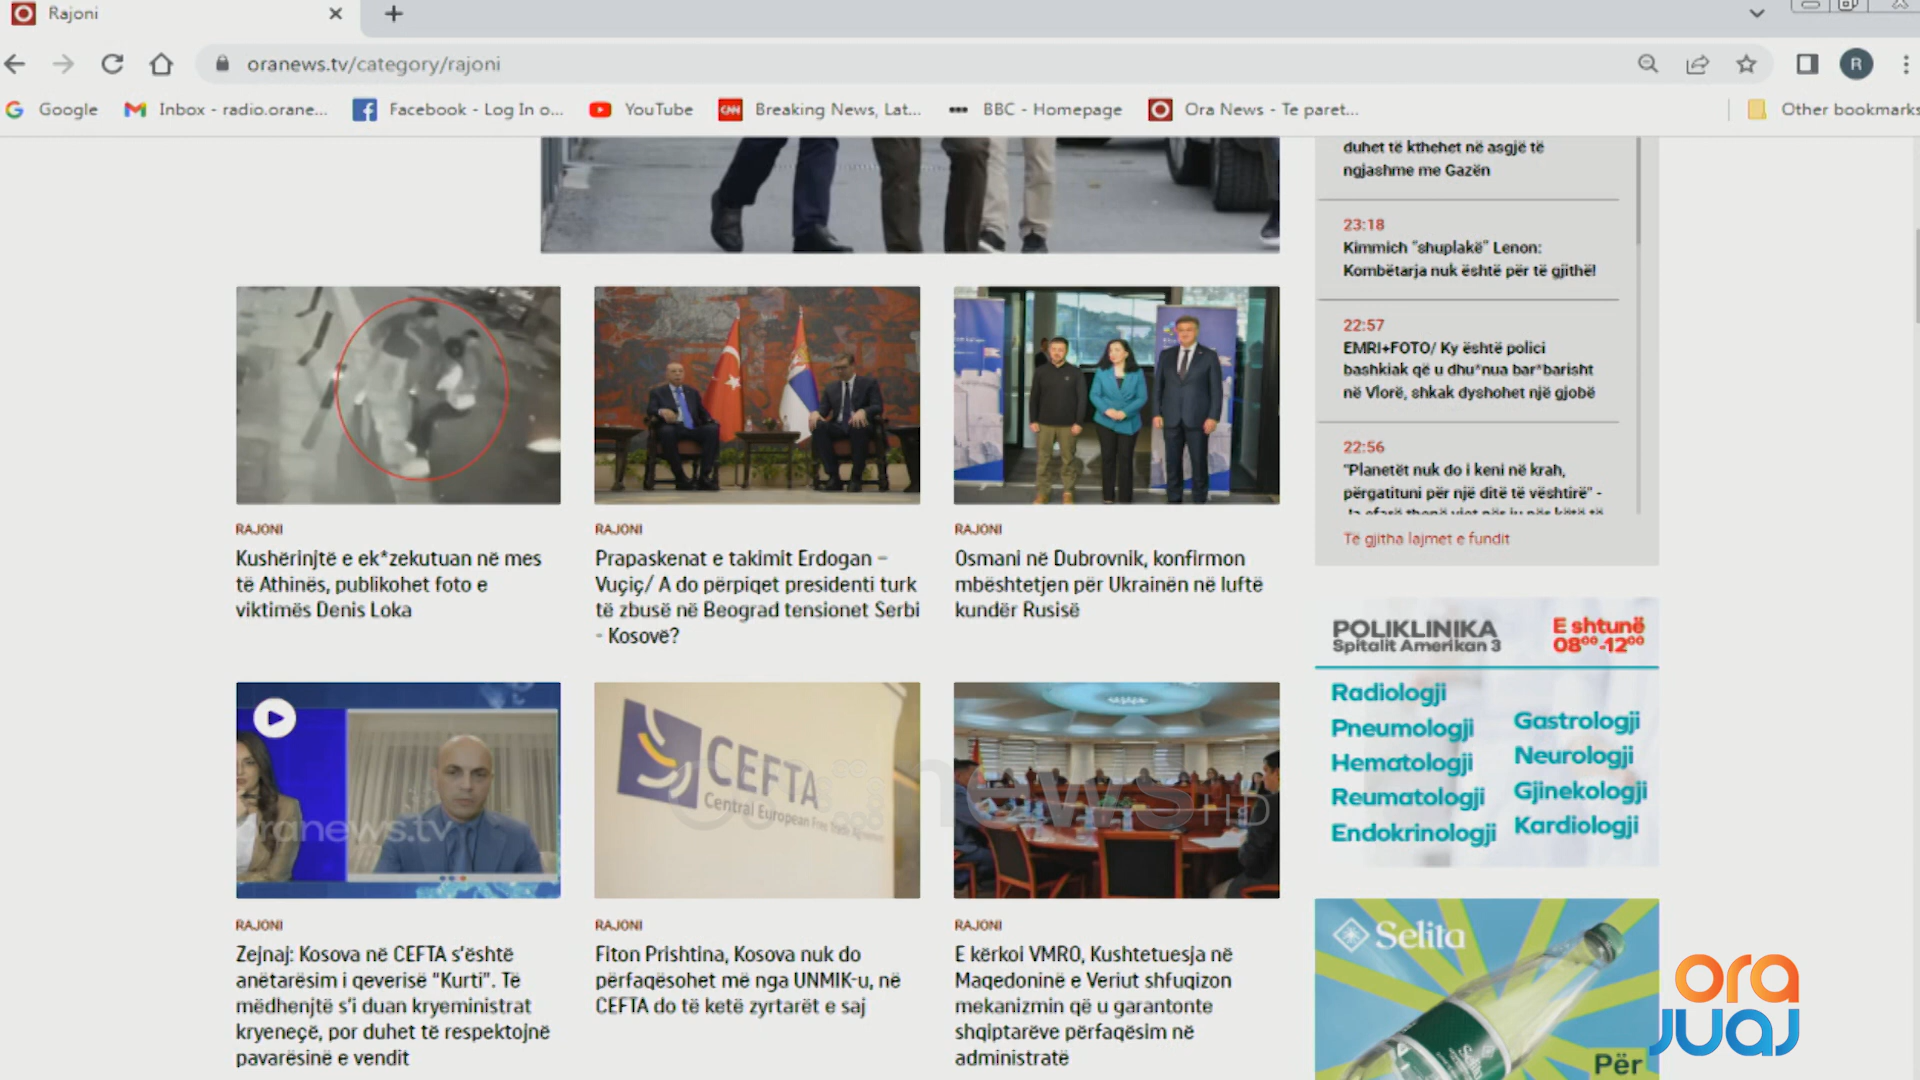 Rajoni
oranews.tv/category/rajoni
R
Google
Inbox - radio.orane...
Facebook - Log In o...
YouTube
CNN
Breaking News, Lat...
BBC - Homepage
Ora News - Te paret...
Other bookmarks
duhet të kthehet në asgjë të
ngjashme me Gazën
23:18
Kimmich "shuplakë" Lenon:
Kombëtarja nuk është për të gjithë!
22:57
EMRI+FOTO/ Ky është polici
bashkiak që u dhu*nua bar*barisht
në Vlorë, shkak dyshohet një gjobë
22:56
"Planetët nuk do i keni në krah,
përgatituni për një ditë të vështirë" -
Të gjitha lajmet e fundit
RAJONI
Kushërinjtë e ek*zekutuan në mes
të Athinës, publikohet foto e
viktimës Denis Loka
RAJONI
Prapaskenat e takimit Erdogan –
Vuçiç/ A do përpiqet presidenti turk
të zbusë në Beograd tensionet Serbi
- Kosovë?
RAJONI
Osmani në Dubrovnik, konfirmon
mbështetjen për Ukrainën në luftë
kundër Rusisë
POLIKLINIKA
Spitalit Amerikan 3
E shtunë
08⁰⁰-12⁰⁰
Radiologji
Pneumologji
Hematologji
Reumatologji
Endokrinologji
Gastrologji
Neurologji
Gjinekologji
Kardiologji
oranews.tv
CEFTA
Central European Free Trade Agreement
news HD
RAJONI
Zejnaj: Kosova në CEFTA s'është
anëtarësim i qeverisë "Kurti". Të
mëdhenjtë s'i duan kryeministrat
kryeneçë, por duhet të respektojnë
pavarësinë e vendit
RAJONI
Fiton Prishtina, Kosova nuk do
përfaqësohet më nga UNMIK-u, në
CEFTA do të ketë zyrtarët e saj
RAJONI
E kërkoi VMRO, Kushtetuesja në
Maqedoninë e Veriut shfuqizon
mekanizmin që u garantonte
shqiptarëve përfaqësim në
administratë
Selita
Për
ora
juaj